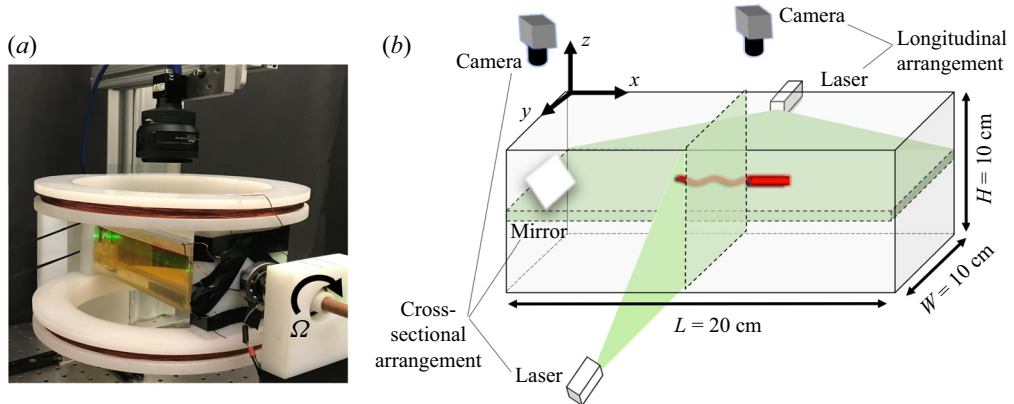 (a)
Ω
(b)
Camera
z
x
y
Camera
Longitudinal
arrangement
Laser
H = 10 cm
Mirror
W = 10 cm
L = 20 cm
Cross-
sectional
arrangement
Laser